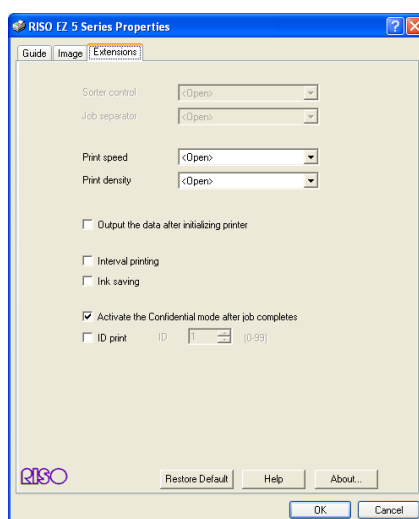 RISO EZ 5 Series Properties
Guide Image Extensions
Sorter control <Open>
Job separator <Open>
Print speed <Open>
Print density <Open>
Output the data after initializing printer
Interval printing
Ink saving
Activate the Confidential mode after job completes
ID print ID 1 (0-99)
RISO Restore Default Help About...
OK Cancel